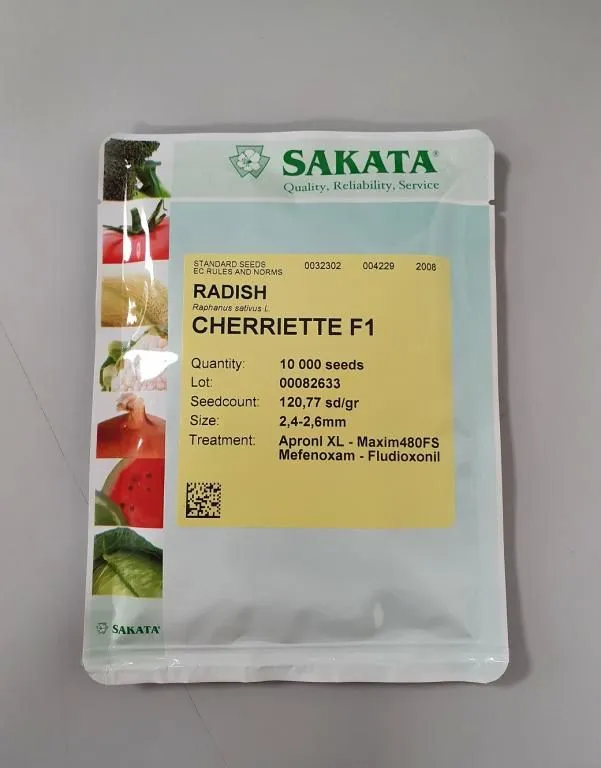 SAKATA®
Quality, Reliability, Service
STANDARD SEEDS 0032302 004229 2008
EC RULES AND NORMS
RADISH
Raphanus sativus L.
CHERRIETTE F1
Quantity: 10 000 seeds
Lot: 00082633
Seedcount: 120,77 sd/gr
Size: 2,4-2,6mm
Treatment: Apronl XL - Maxim480FS
Mefenoxam - Fludioxonil
SAKATA®